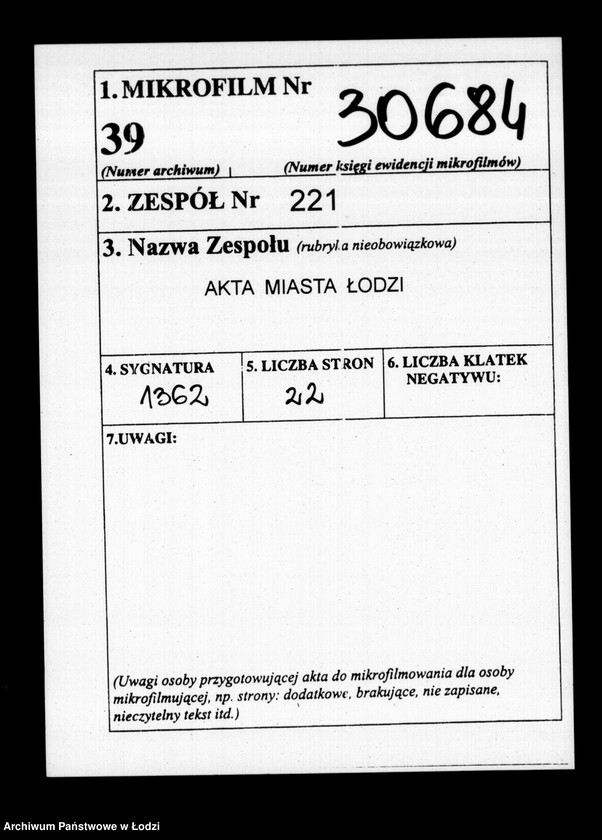 1. MIKROFILM Nr 30684
39
(Numer archiwum) (Numer księgi ewidencji mikrofilmów)
2. ZESPÓŁ Nr 221
3. Nazwa Zespołu (rubryka nieobowiązkowa)
AKTA MIASTA ŁODZI
4. SYGNATURA 5. LICZBA STRON 6. LICZBA KLATEK
NEGATYWU:
1362 22
7.UWAGI:
(Uwagi osoby przygotowującej akta do mikrofilmowania dla osoby
mikrofilmującej, np. strony: dodatkowe, brakujące, nie zapisane,
nieczytelny tekst itd.)
Archiwum Państwowe w Łodzi